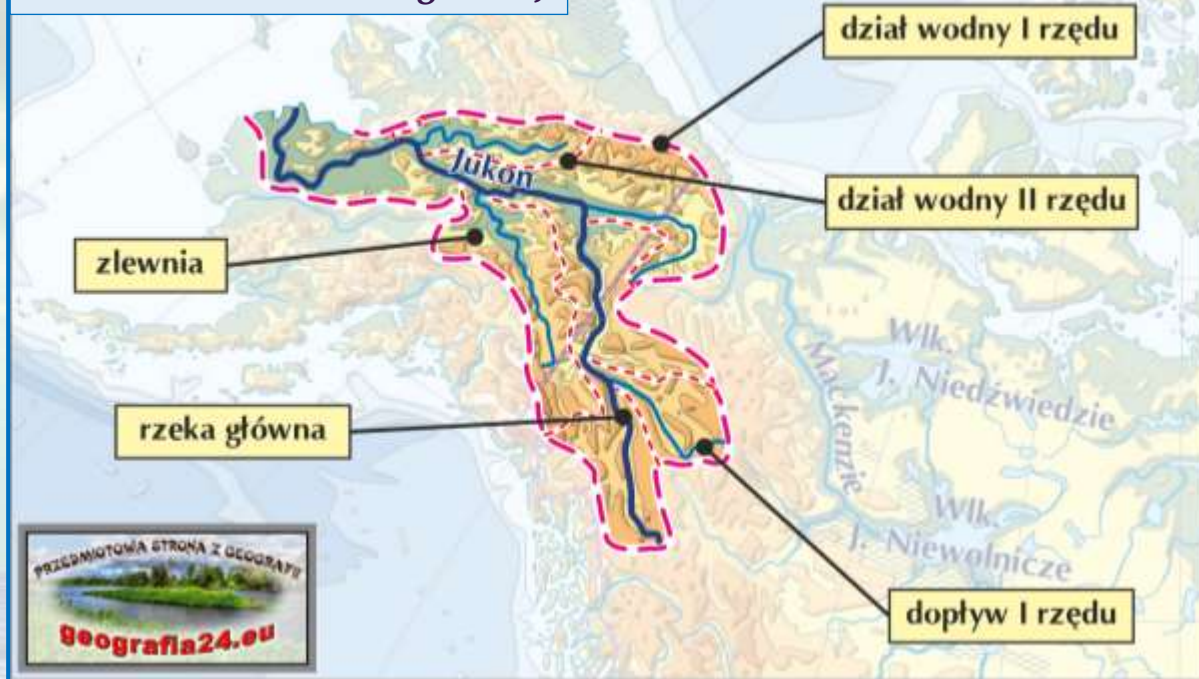 dział wodny I rzędu
Jukon
dział wodny II rzędu
zlewnia
Wlk.
J. Niedźwiedzie
Mackenzie
rzeka główna
Wlk.
J. Niewolnicze
PRZEDMIOTOWA STRONA Z GEOGRAFII
geografia24.eu
dopływ I rzędu